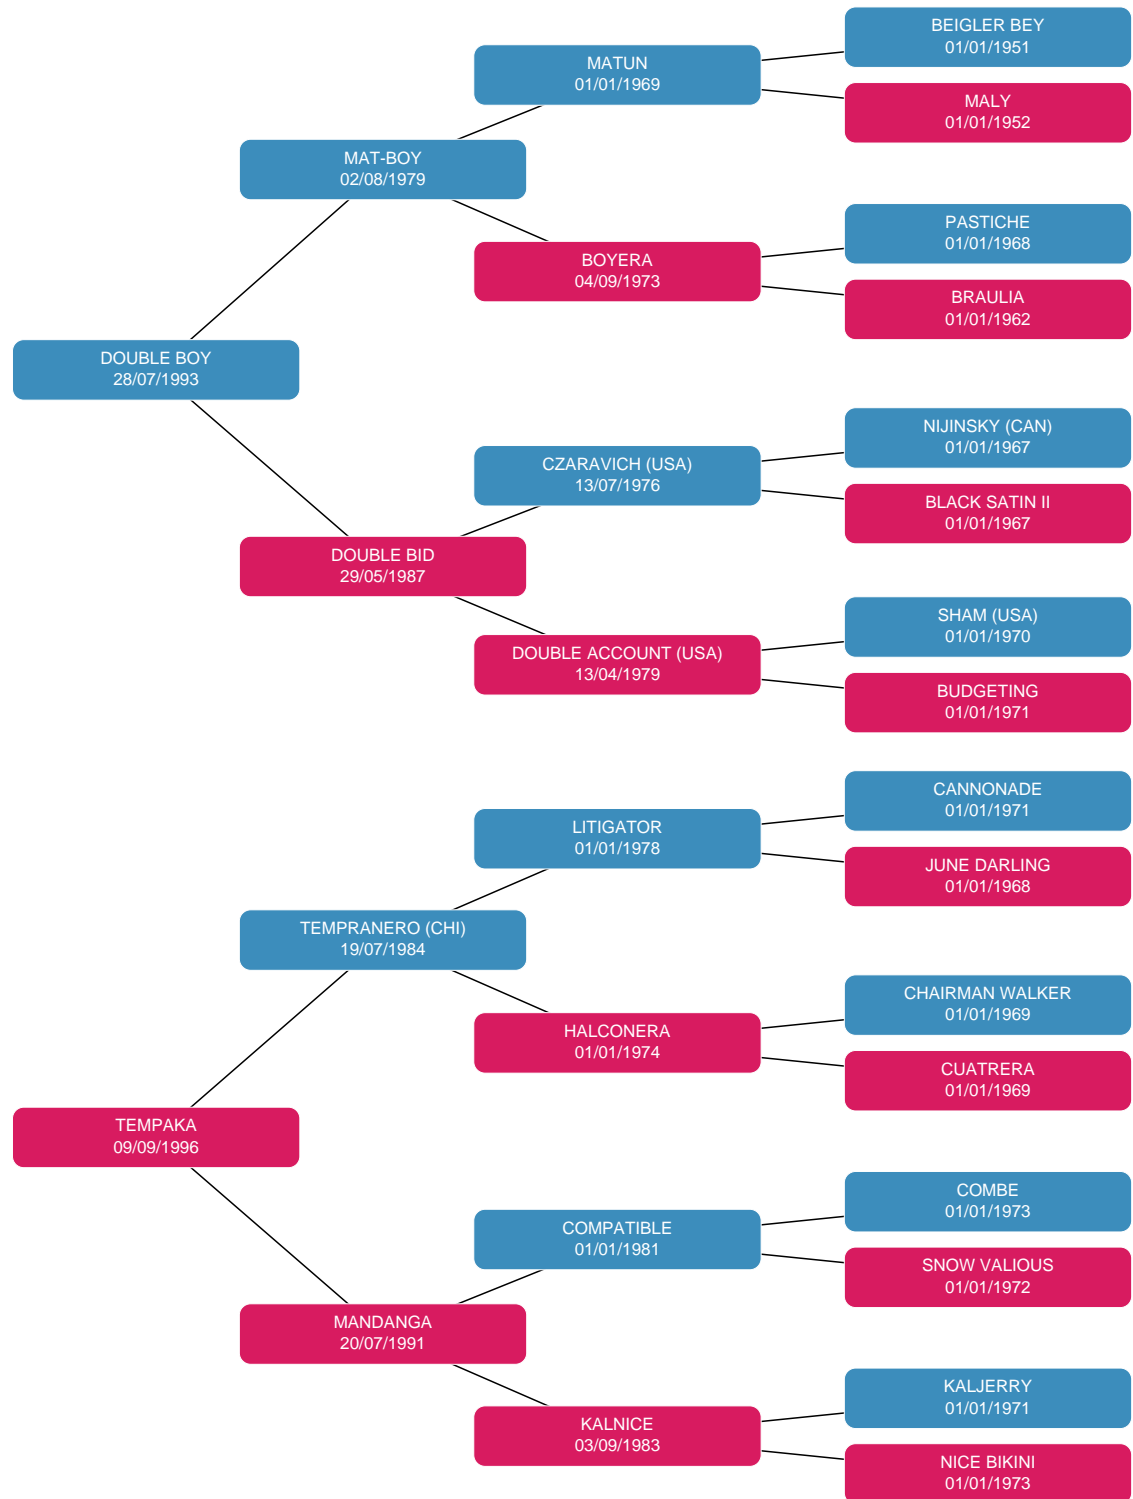 BEIGLER BEY
01/01/1951
MATUN
01/01/1969
MALY
01/01/1952
MAT-BOY
02/08/1979
PASTICHE
01/01/1968
BOYERA
04/09/1973
BRAULIA
01/01/1962
DOUBLE BOY
28/07/1993
NIJINSKY (CAN)
01/01/1967
CZARAVICH (USA)
13/07/1976
BLACK SATIN II
01/01/1967
DOUBLE BID
29/05/1987
SHAM (USA)
01/01/1970
DOUBLE ACCOUNT (USA)
13/04/1979
BUDGETING
01/01/1971
CANNONADE
01/01/1971
LITIGATOR
01/01/1978
JUNE DARLING
01/01/1968
TEMPRANERO (CHI)
19/07/1984
CHAIRMAN WALKER
01/01/1969
HALCONERA
01/01/1974
CUATRERA
01/01/1969
TEMPAKA
09/09/1996
COMBE
01/01/1973
COMPATIBLE
01/01/1981
SNOW VALIOUS
01/01/1972
MANDANGA
20/07/1991
KALJERRY
01/01/1971
KALNICE
03/09/1983
NICE BIKINI
01/01/1973